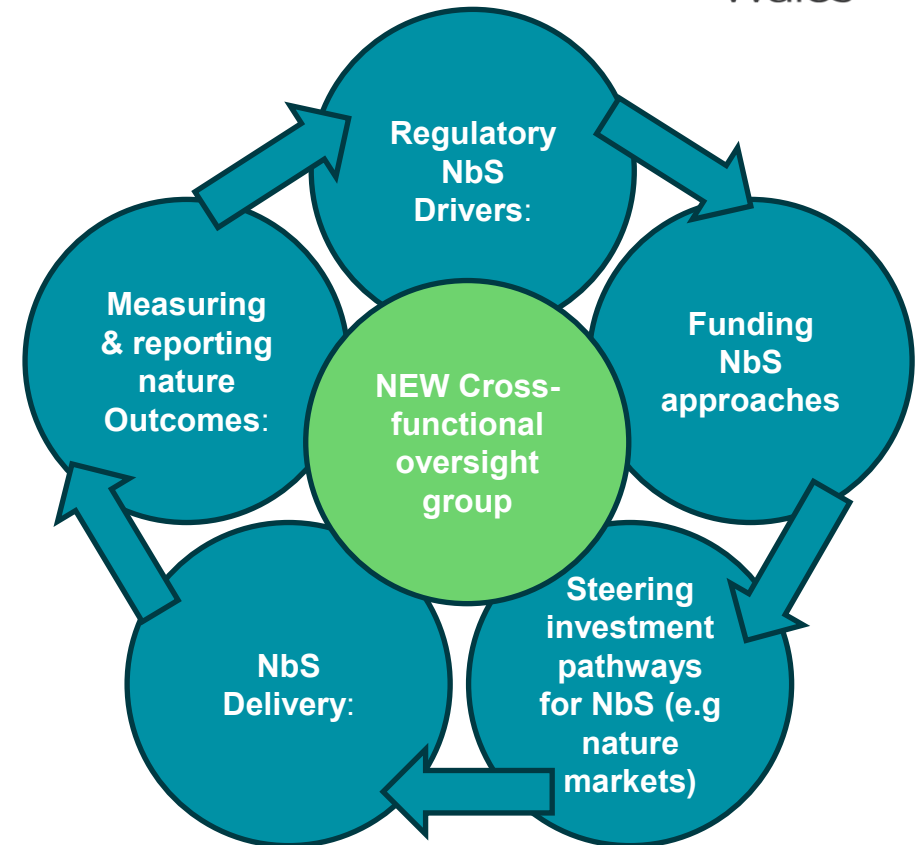 Regulatory
NbS
Drivers:
Funding
NbS
approaches
Steering
investment
pathways
for NbS (e.g
nature
markets)
NbS
Delivery:
Measuring
& reporting
nature
Outcomes:
NEW Cross-
functional
oversight
group